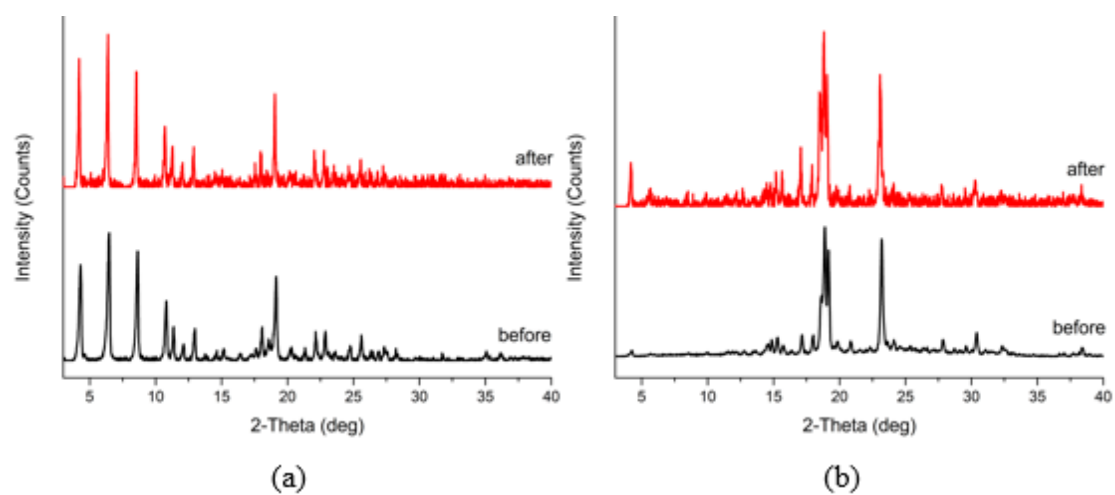 Intensity (Counts)
after
before
5 10 15 20 25 30 35 40
2-Theta (deg)
(a)
Intensity (Counts)
after
before
5 10 15 20 25 30 35 40
2-Theta (deg)
(b)